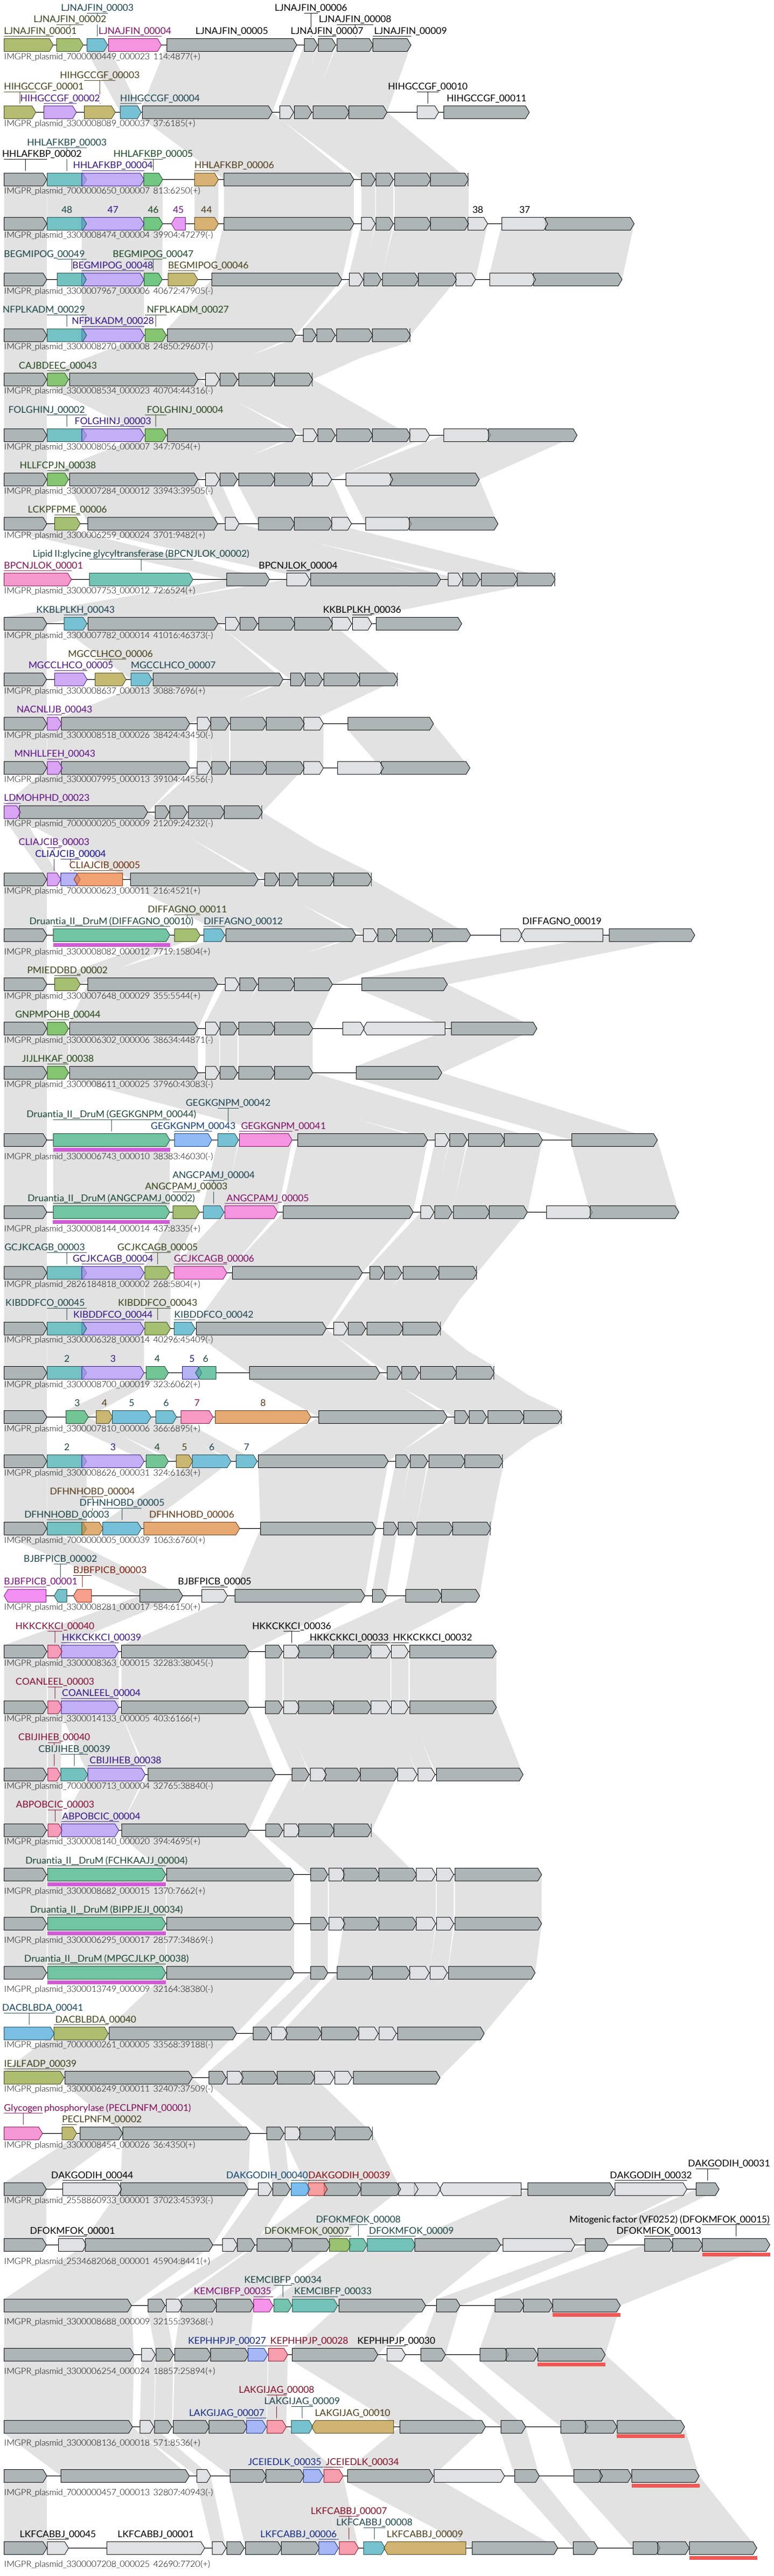 LJNAJFIN_00006
LJNAJFIN_00003
LJNAJFIN_00002 LJNAJFIN_00008
LJNAJFIN_00001 LJNAJFIN_00004 LJNAJFIN_00005 LJNAJFIN_00007 LJNAJFIN_00009
IMGPR_plasmid_7000000449_000023 114:4877(+)
HIHGCCGF_00003
HIHGCCGF_00001 HIHGCCGF_00010
HIHGCCGF_00002 HIHGCCGF_00004 HIHGCCGF_00011
IMGPR_plasmid_3300008089_000037 37:6185(+)
HHLAFKBP_00003
HHLAFKBP_00002 HHLAFKBP_00005
HHLAFKBP_00004 HHLAFKBP_00006
IMGPR_plasmid_7000000650_000007 813:6250(+)
48 47 46 45 44 38 37
IMGPR_plasmid_3300008474_000004 39904:47279(-)
BEGMIPOG_00049 BEGMIPOG_00047
BEGMIPOG_00048 BEGMIPOG_00046
IMGPR_plasmid_3300007967_000006 40672:47905(-)
NFPLKADM_00029 NFPLKADM_00027
NFPLKADM_00028
IMGPR_plasmid_3300008270_000008 24850:29607(-)
CAJBDEEC_00043
IMGPR_plasmid_3300008534_000023 40704:44316(-)
FOLGHINJ_00002 FOLGHINJ_00004
FOLGHINJ_00003
IMGPR_plasmid_3300008056_000007 347:7054(+)
HLLFCPJN_00038
IMGPR_plasmid_3300007284_000012 33943:39505(-)
LCKPFPME_00006
IMGPR_plasmid_3300006259_000024 3701:9482(+)
Lipid II:glycine glycyltransferase (BPCNJLOK_00002)
BPCNJLOK_00001 BPCNJLOK_00004
IMGPR_plasmid_3300007753_000012 72:6524(+)
KKBLPLKH_00043 KKBLPLKH_00036
IMGPR_plasmid_3300007782_000014 41016:46373(-)
MGCCLHCO_00006
MGCCLHCO_00005 MGCCLHCO_00007
IMGPR_plasmid_3300008637_000013 3088:7696(+)
NACNLIJB_00043
IMGPR_plasmid_3300008518_000026 38424:43450(-)
MNHLLFEH_00043
IMGPR_plasmid_3300007995_000013 39104:44556(-)
LDMOHPHD_00023
IMGPR_plasmid_7000000205_000009 21209:24232(-)
CLIAJCIB_00003
CLIAJCIB_00004
CLIAJCIB_00005
IMGPR_plasmid_7000000623_000011 216:4521(+)
DIFFAGNO_00011
Druantia_II__DruM (DIFFAGNO_00010) DIFFAGNO_00012 DIFFAGNO_00019
IMGPR_plasmid_3300008082_000012 7719:15804(+)
PMIEDDBD_00002
IMGPR_plasmid_3300007648_000029 355:5544(+)
GNPMPOHB_00044
IMGPR_plasmid_3300006302_000006 38634:44871(-)
JIJLHKAF_00038
IMGPR_plasmid_3300008611_000025 37960:43083(-)
GEGKGNPM_00042
Druantia_II__DruM (GEGKGNPM_00044)
GEGKGNPM_00043 GEGKGNPM_00041
IMGPR_plasmid_3300006743_000010 38383:46030(-)
ANGCPAMJ_00004
ANGCPAMJ_00003
Druantia_II__DruM (ANGCPAMJ_00002) ANGCPAMJ_00005
IMGPR_plasmid_3300008144_000014 437:8335(+)
GCJKCAGB_00003 GCJKCAGB_00005
GCJKCAGB_00004 GCJKCAGB_00006
IMGPR_plasmid_2826184818_000002 268:5804(+)
KIBDDFCO_00045 KIBDDFCO_00043
KIBDDFCO_00044 KIBDDFCO_00042
IMGPR_plasmid_3300006328_000014 40296:45409(-)
2 3 4 5 6
IMGPR_plasmid_3300008700_000019 323:6062(+)
3 4 5 6 7 8
IMGPR_plasmid_3300007810_000006 366:6895(+)
2 3 4 5 6 7
IMGPR_plasmid_3300008626_000031 324:6163(+)
DFHNHOBD_00004
DFHNHOBD_00005
DFHNHOBD_00003 DFHNHOBD_00006
IMGPR_plasmid_7000000005_000039 1063:6760(+)
BJBFPICB_00002
BJBFPICB_00003
BJBFPICB_00001 BJBFPICB_00005
IMGPR_plasmid_3300008281_000017 584:6150(+)
HKKCKKCI_00040 HKKCKKCI_00036
HKKCKKCI_00039 HKKCKKCI_00033 HKKCKKCI_00032
IMGPR_plasmid_3300008363_000015 32283:38045(-)
COANLEEL_00003
COANLEEL_00004
IMGPR_plasmid_3300014133_000005 403:6166(+)
CBIJIHEB_00040
CBIJIHEB_00039
CBIJIHEB_00038
IMGPR_plasmid_7000000713_000004 32765:38840(-)
ABPOBCIC_00003
ABPOBCIC_00004
IMGPR_plasmid_3300008140_000020 394:4695(+)
Druantia_II__DruM (FCHKAAJJ_00004)
IMGPR_plasmid_3300008682_000015 1370:7662(+)
Druantia_II__DruM (BIPPJEJI_00034)
IMGPR_plasmid_3300006295_000017 28577:34869(-)
Druantia_II__DruM (MPGCJLKP_00038)
IMGPR_plasmid_3300013749_000009 32164:38380(-)
DACBLBDA_00041
DACBLBDA_00040
IMGPR_plasmid_7000000261_000005 33568:39188(-)
IEJLFADP_00039
IMGPR_plasmid_3300006249_000011 32407:37509(-)
Glycogen phosphorylase (PECLPNFM_00001)
PECLPNFM_00002
IMGPR_plasmid_3300008454_000026 36:4350(+)
DAKGODIH_00031
DAKGODIH_00044 DAKGODIH_00040 DAKGODIH_00039 DAKGODIH_00032
IMGPR_plasmid_2558860933_000001 37023:45393(-)
DFOKMFOK_00008 Mitogenic factor (VF0252) (DFOKMFOK_00015)
DFOKMFOK_00001 DFOKMFOK_00007 DFOKMFOK_00009 DFOKMFOK_00013
IMGPR_plasmid_2534682068_000001 45904:8441(+)
KEMCIBFP_00034
KEMCIBFP_00035 KEMCIBFP_00033
IMGPR_plasmid_3300008688_000009 32155:39368(-)
KEPHHPJP_00027 KEPHHPJP_00028 KEPHHPJP_00030
IMGPR_plasmid_3300006254_000024 18857:25894(+)
LAKGIJAG_00008
LAKGIJAG_00009
LAKGIJAG_00007 LAKGIJAG_00010
IMGPR_plasmid_3300008136_000018 571:8536(+)
JCEIEDLK_00035 JCEIEDLK_00034
IMGPR_plasmid_7000000457_000013 32807:40943(-)
LKFCABBJ_00007
LKFCABBJ_00008
LKFCABBJ_00045 LKFCABBJ_00001 LKFCABBJ_00006 LKFCABBJ_00009
IMGPR_plasmid_3300007208_000025 42690:7720(+)